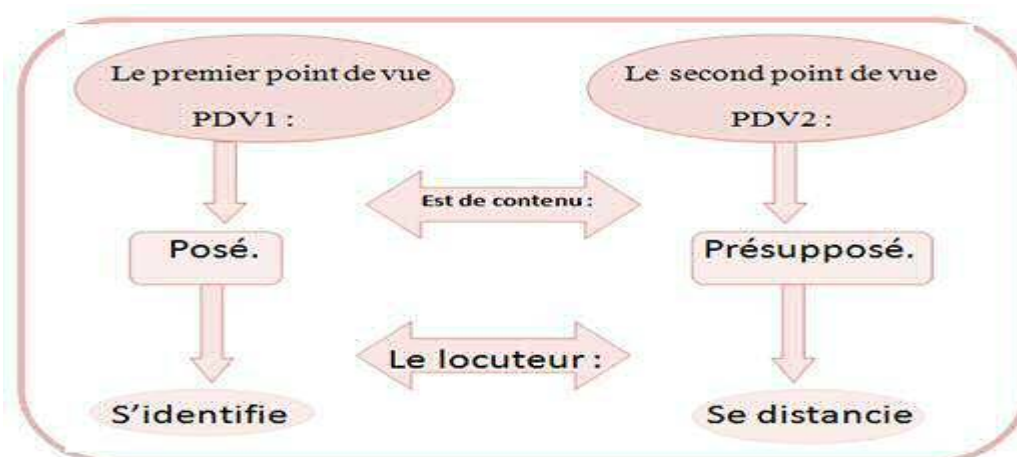 Le premier point de vue
PDV1 :
Le second point de vue
PDV2 :
Est de contenu :
Posé.
Présupposé.
Le locuteur :
S'identifie
Se distancie